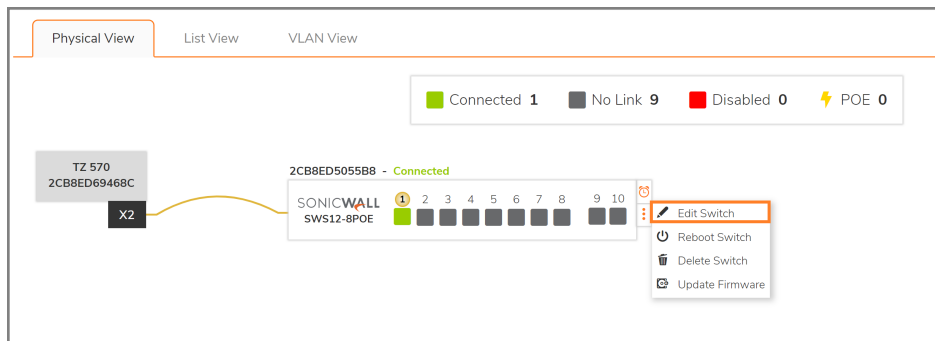 Physical View List View VLAN View
Connected 1 No Link 9 Disabled 0 POE 0
TZ 570
2CB8ED69468C
X2
2CB8ED5055B8 - Connected
SONICWALL
SWS12-8POE
1 2 3 4 5 6 7 8 9 10
Edit Switch
Reboot Switch
Delete Switch
Update Firmware